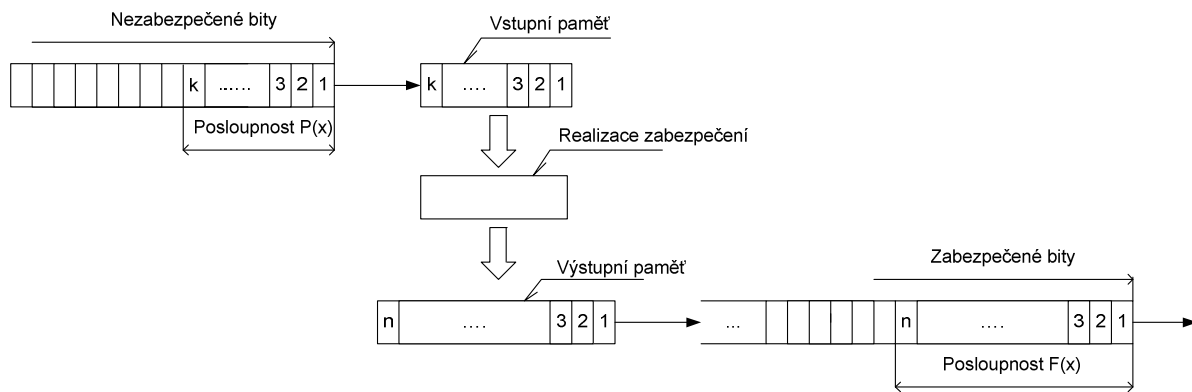 Nezabezpečené bity
Vstupní paměť
k ...... 3 2 1
k .... 3 2 1
Posloupnost P(x)
Realizace zabezpečení
Výstupní paměť
Zabezpečené bity
n .... 3 2 1
... n .... 3 2 1
Posloupnost F(x)